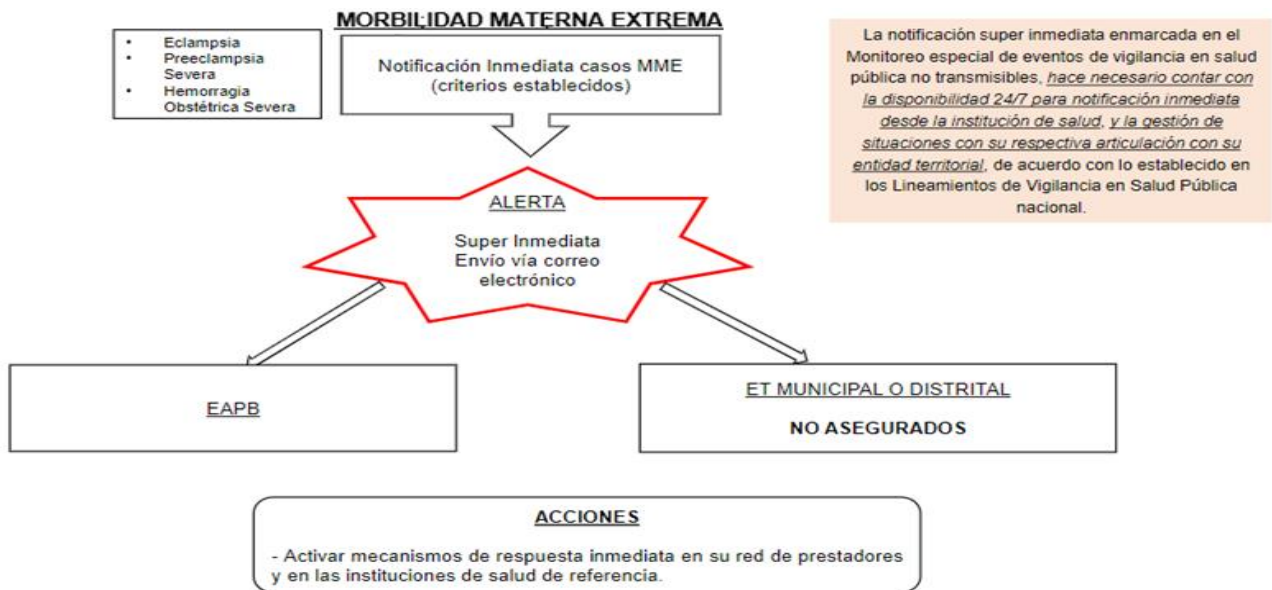 MORBILIDAD MATERNA EXTREMA
• Eclampsia
• Preeclampsia
Severa
• Hemorragia
Obstétrica Severa
Notificación Inmediata casos MME
(criterios establecidos)
La notificación super inmediata enmarcada en el
Monitoreo especial de eventos de vigilancia en salud
pública no transmisibles, hace necesario contar con
la disponibilidad 24/7 para notificación inmediata
desde la institución de salud, y la gestión de
situaciones con su respectiva articulación con su
entidad territorial, de acuerdo con lo establecido en
los Lineamientos de Vigilancia en Salud Pública
nacional.
ALERTA
Super Inmediata
Envío vía correo
electrónico
EAPB
ET MUNICIPAL O DISTRITAL
NO ASEGURADOS
ACCIONES
- Activar mecanismos de respuesta inmediata en su red de prestadores
y en las instituciones de salud de referencia.